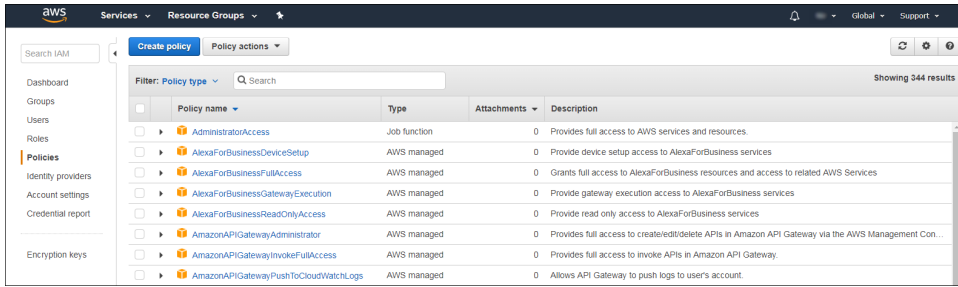 aws Services Resource Groups Global Support
Search IAM
Create policy Policy actions
Filter: Policy type Search Showing 344 results
Dashboard
Groups
Users
Roles
Policies
Identity providers
Account settings
Credential report
Encryption keys
Policy name Type Attachments Description
AdministratorAccess Job function 0 Provides full access to AWS services and resources.
AlexaForBusinessDeviceSetup AWS managed 0 Provide device setup access to AlexaForBusiness services
AlexaForBusinessFullAccess AWS managed 0 Grants full access to AlexaForBusiness resources and access to related AWS Services
AlexaForBusinessGatewayExecution AWS managed 0 Provide gateway execution access to AlexaForBusiness services
AlexaForBusinessReadOnlyAccess AWS managed 0 Provide read only access to AlexaForBusiness services
AmazonAPIGatewayAdministrator AWS managed 0 Provides full access to create/edit/delete APIs in Amazon API Gateway via the AWS Management Con...
AmazonAPIGatewayInvokeFullAccess AWS managed 0 Provides full access to invoke APIs in Amazon API Gateway.
AmazonAPIGatewayPushToCloudWatchLogs AWS managed 0 Allows API Gateway to push logs to user's account.